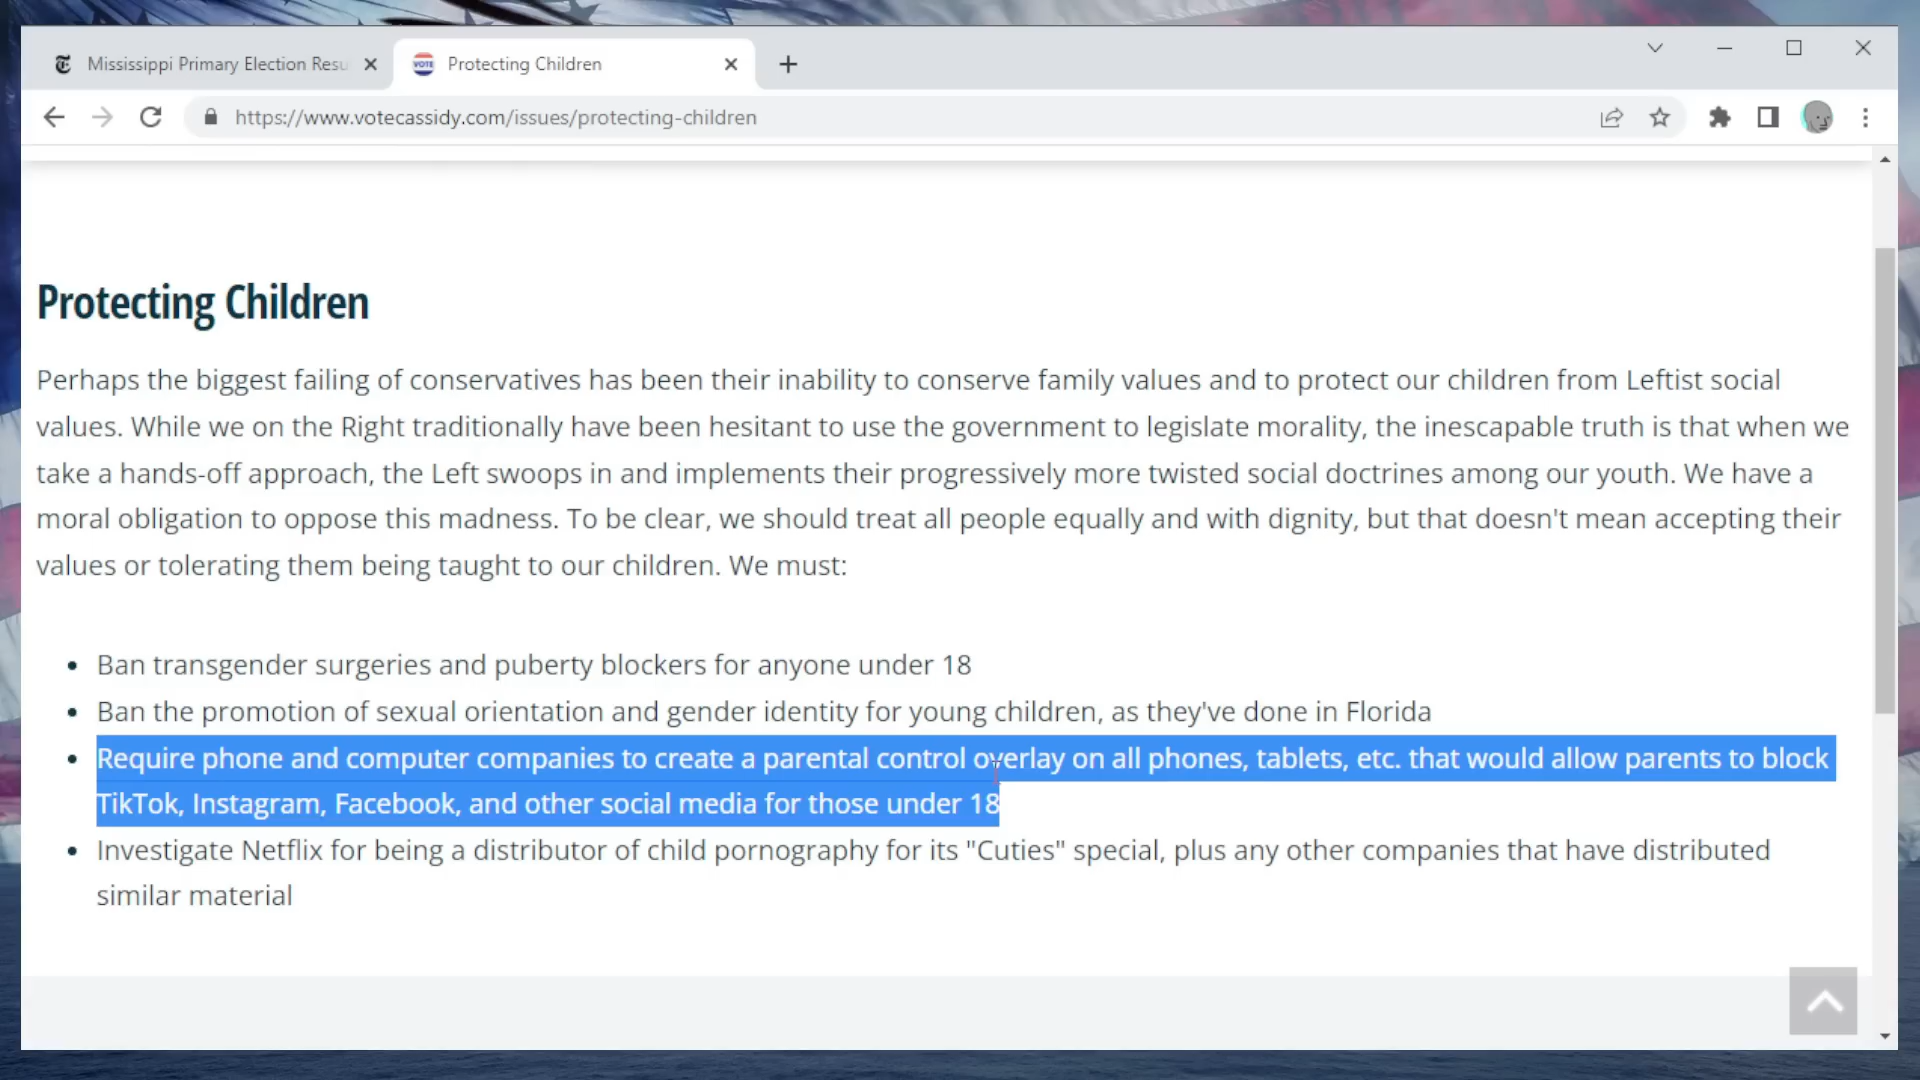 Mississippi Primary Election Resu
VOTE Protecting Children
https://www.votecassidy.com/issues/protecting-children
Protecting Children
Perhaps the biggest failing of conservatives has been their inability to conserve family values and to protect our children from Leftist social
values. While we on the Right traditionally have been hesitant to use the government to legislate morality, the inescapable truth is that when we
take a hands-off approach, the Left swoops in and implements their progressively more twisted social doctrines among our youth. We have a
moral obligation to oppose this madness. To be clear, we should treat all people equally and with dignity, but that doesn't mean accepting their
values or tolerating them being taught to our children. We must:
• Ban transgender surgeries and puberty blockers for anyone under 18
• Ban the promotion of sexual orientation and gender identity for young children, as they've done in Florida
• Require phone and computer companies to create a parental control overlay on all phones, tablets, etc. that would allow parents to block
TikTok, Instagram, Facebook, and other social media for those under 18
• Investigate Netflix for being a distributor of child pornography for its "Cuties" special, plus any other companies that have distributed
similar material